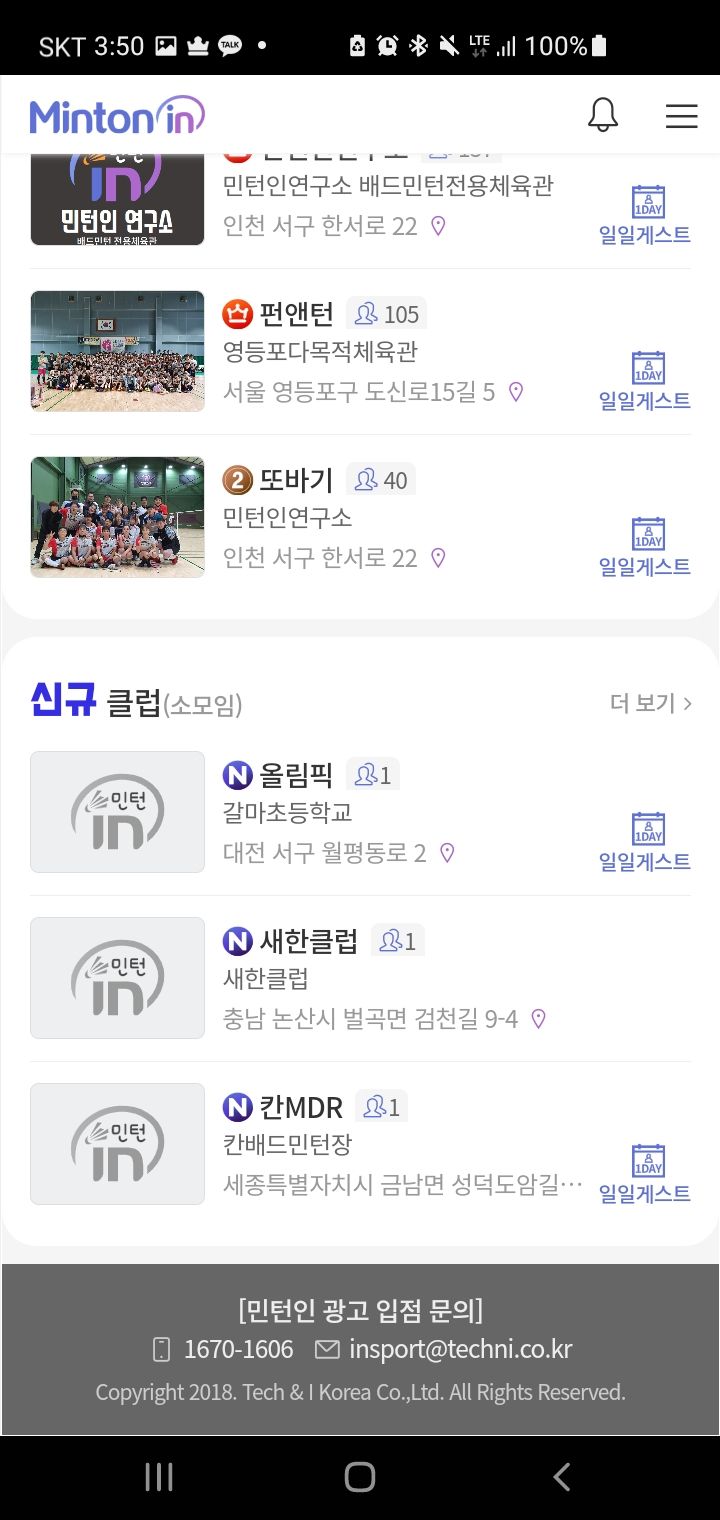 SKT 3:50 TALK LTE 100%
Minton in
민턴
in
민턴인 연구소
배드민턴 전용체육관
민턴인연구소 배드민턴전용체육관
인천 서구 한서로 22
1DAY
일일게스트
펀앤턴 105
영등포다목적체육관
서울 영등포구 도신로15길 5
1DAY
일일게스트
2 또바기 40
민턴인연구소
인천 서구 한서로 22
1DAY
일일게스트
신규 클럽(소모임) 더 보기 >
민턴
in
N 올림픽 1
갈마초등학교
대전 서구 월평동로 2
1DAY
일일게스트
민턴
in
N 새한클럽 1
새한클럽
충남 논산시 벌곡면 검천길 9-4
민턴
in
N 칸MDR 1
칸배드민턴장
세종특별자치시 금남면 성덕도암길…
1DAY
일일게스트
[민턴인 광고 입점 문의]
1670-1606 insport@techni.co.kr
Copyright 2018. Tech & I Korea Co.,Ltd. All Rights Reserved.